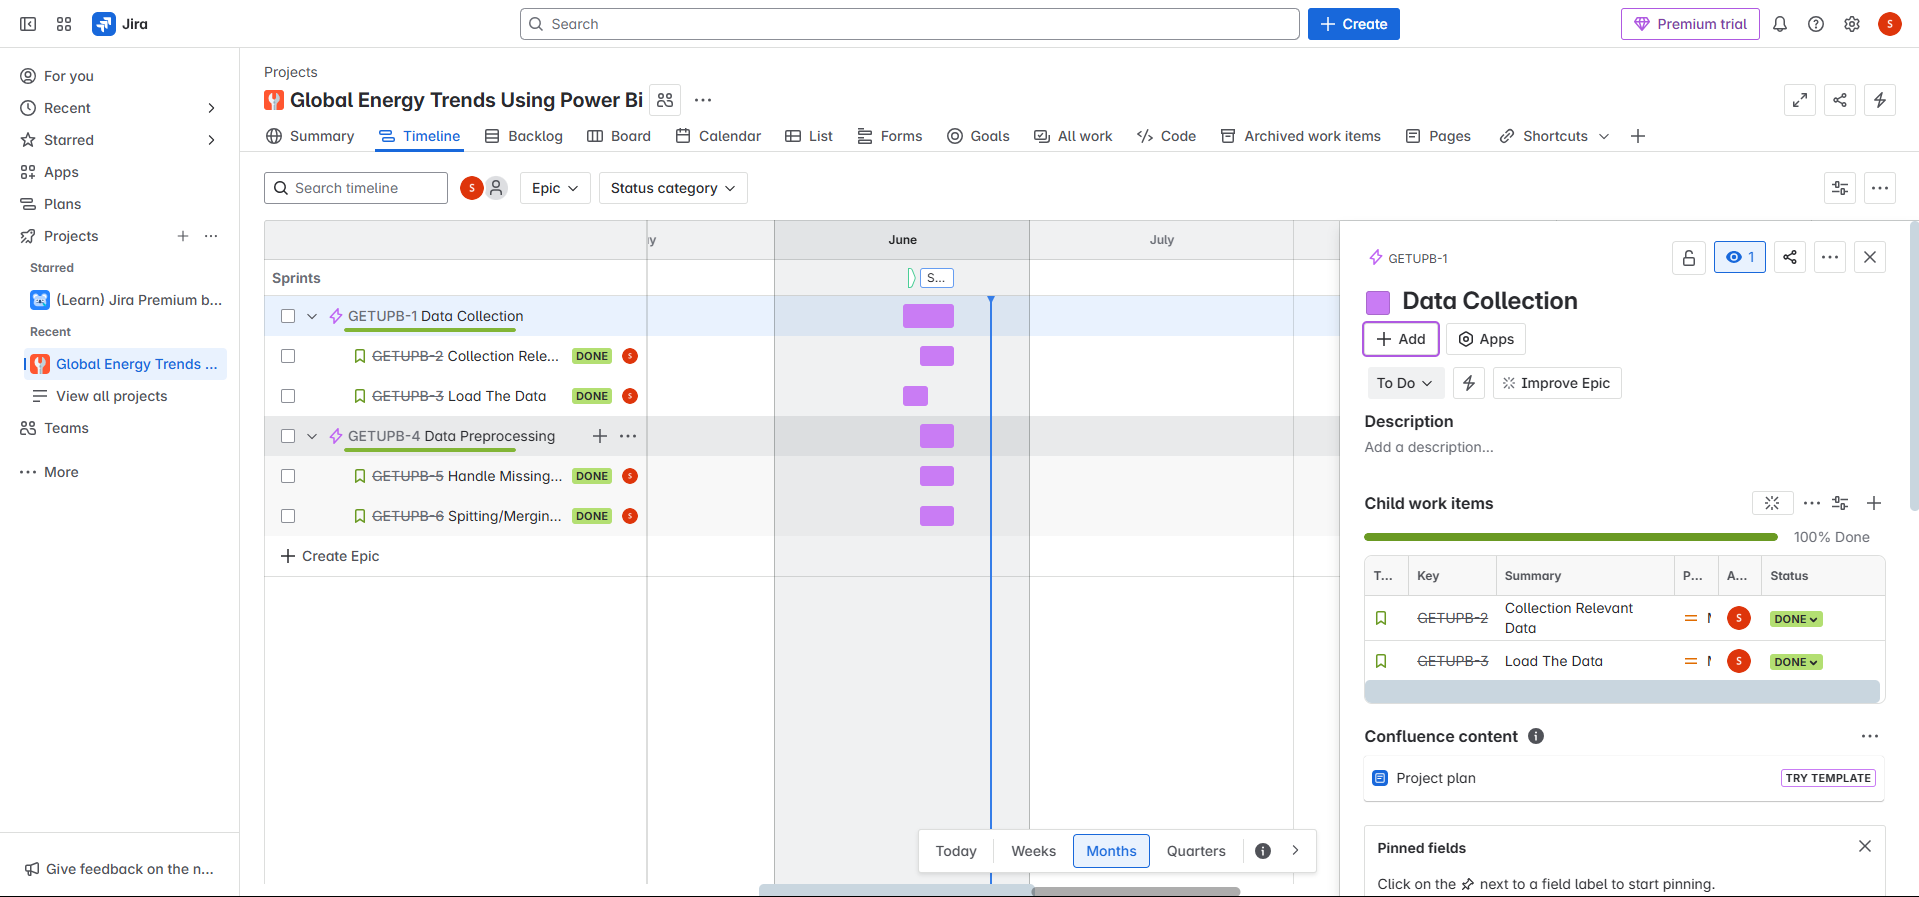 Jira
Search
Create
Premium trial
S
For you
Recent
Starred
Apps
Plans
Projects
Starred
(Learn) Jira Premium b...
Recent
Global Energy Trends ...
View all projects
Teams
More
Give feedback on the n...
Projects
Global Energy Trends Using Power Bi
Summary
Timeline
Backlog
Board
Calendar
List
Forms
Goals
All work
Code
Archived work items
Pages
Shortcuts
Search timeline
S
Epic
Status category
June
July
Sprints
S...
GETUPB-1 Data Collection
GETUPB-2 Collection Rele... DONE S
GETUPB-3 Load The Data DONE S
GETUPB-4 Data Preprocessing
GETUPB-5 Handle Missing... DONE S
GETUPB-6 Spitting/Mergin... DONE S
Create Epic
Today
Weeks
Months
Quarters
GETUPB-1
1
Data Collection
Add
Apps
To Do
Improve Epic
Description
Add a description...
Child work items
100% Done
T... Key Summary P... A... Status
GETUPB-2 Collection Relevant Data S DONE
GETUPB-3 Load The Data S DONE
Confluence content
Project plan
TRY TEMPLATE
Pinned fields
Click on the next to a field label to start pinning.